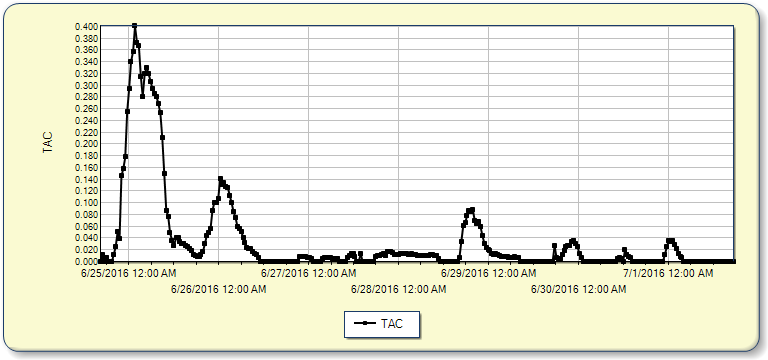 0.400
0.380
0.360
0.340
0.320
0.300
0.280
0.260
0.240
0.220
0.200
0.180
0.160
0.140
0.120
0.100
0.080
0.060
0.040
0.020
0.000
TAC
6/25/2016 12:00 AM
6/27/2016 12:00 AM
6/29/2016 12:00 AM
7/1/2016 12:00 AM
6/26/2016 12:00 AM
6/28/2016 12:00 AM
6/30/2016 12:00 AM
TAC